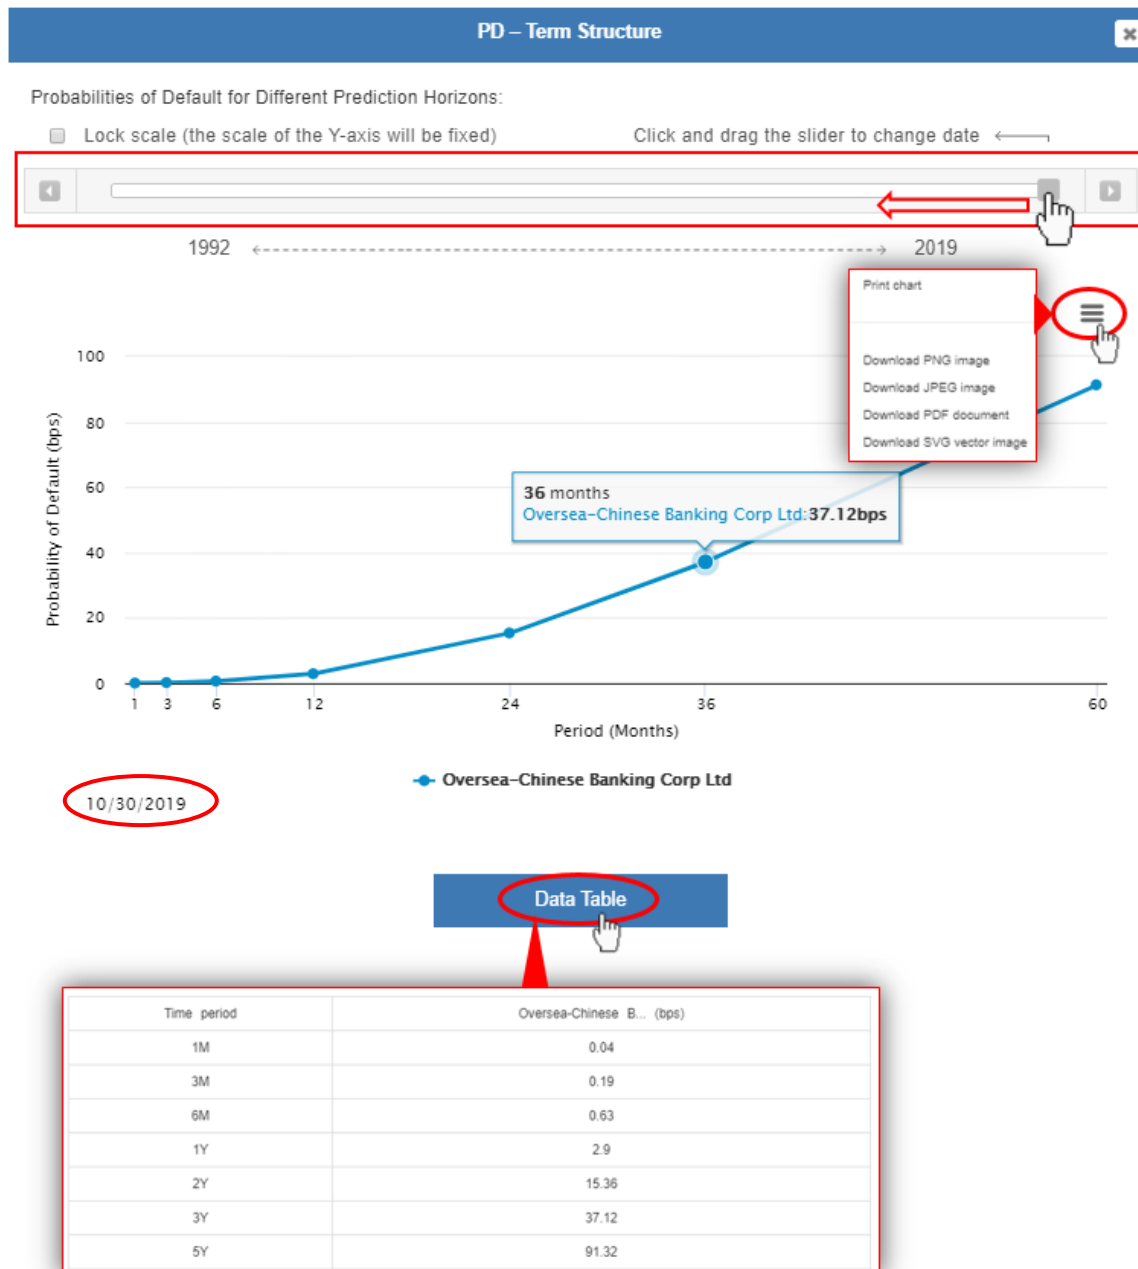 PD – Term Structure
Probabilities of Default for Different Prediction Horizons:
Lock scale (the scale of the Y-axis will be fixed)
Click and drag the slider to change date
1992
2019
Print chart
Download PNG image
Download JPEG image
Download PDF document
Download SVG vector image
Probability of Default (bps)
100
80
60
40
20
0
36 months
Oversea-Chinese Banking Corp Ltd:37.12bps
1 3 6 12 24 36 60
Period (Months)
Oversea-Chinese Banking Corp Ltd
10/30/2019
Data Table
Time period Oversea-Chinese B... (bps)
1M 0.04
3M 0.19
6M 0.63
1Y 2.9
2Y 15.36
3Y 37.12
5Y 91.32